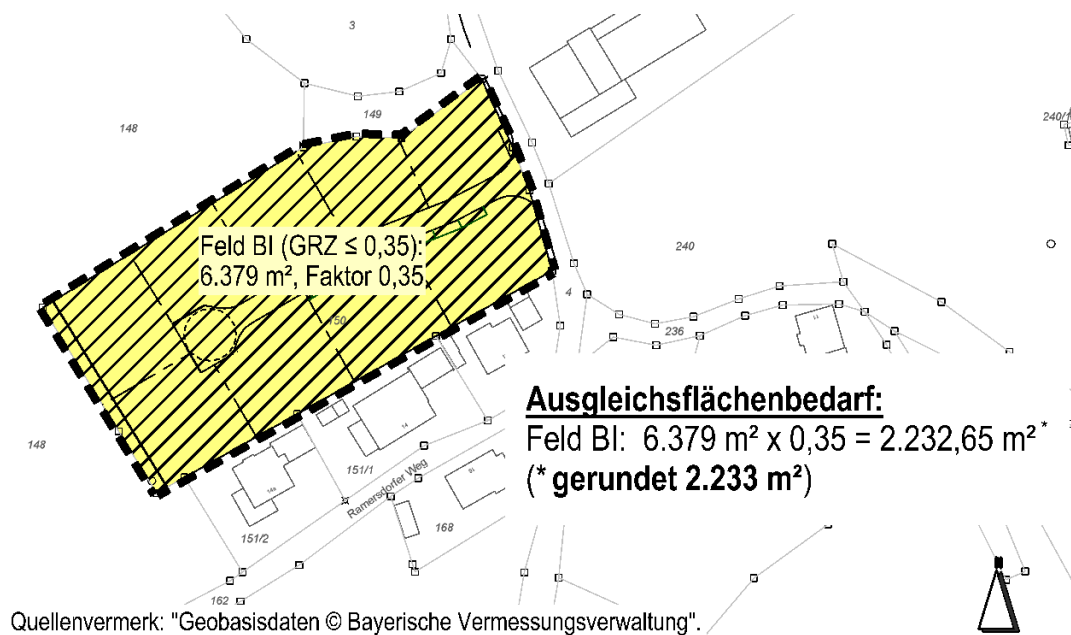 3
149
148
240/1
Feld BI (GRZ ≤ 0,35):
6.379 m², Faktor 0,35
240
4
150
236
11
148
14
14a
151/1
Ramersdorfer Weg
151/2
168
162
Ausgleichsflächenbedarf:
Feld BI: 6.379 m² x 0,35 = 2.232,65 m² *
(* gerundet 2.233 m²)
N
Quellenvermerk: "Geobasisdaten © Bayerische Vermessungsverwaltung".